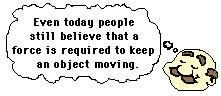 Even today people
still believe that a
force is required to keep
an object moving.